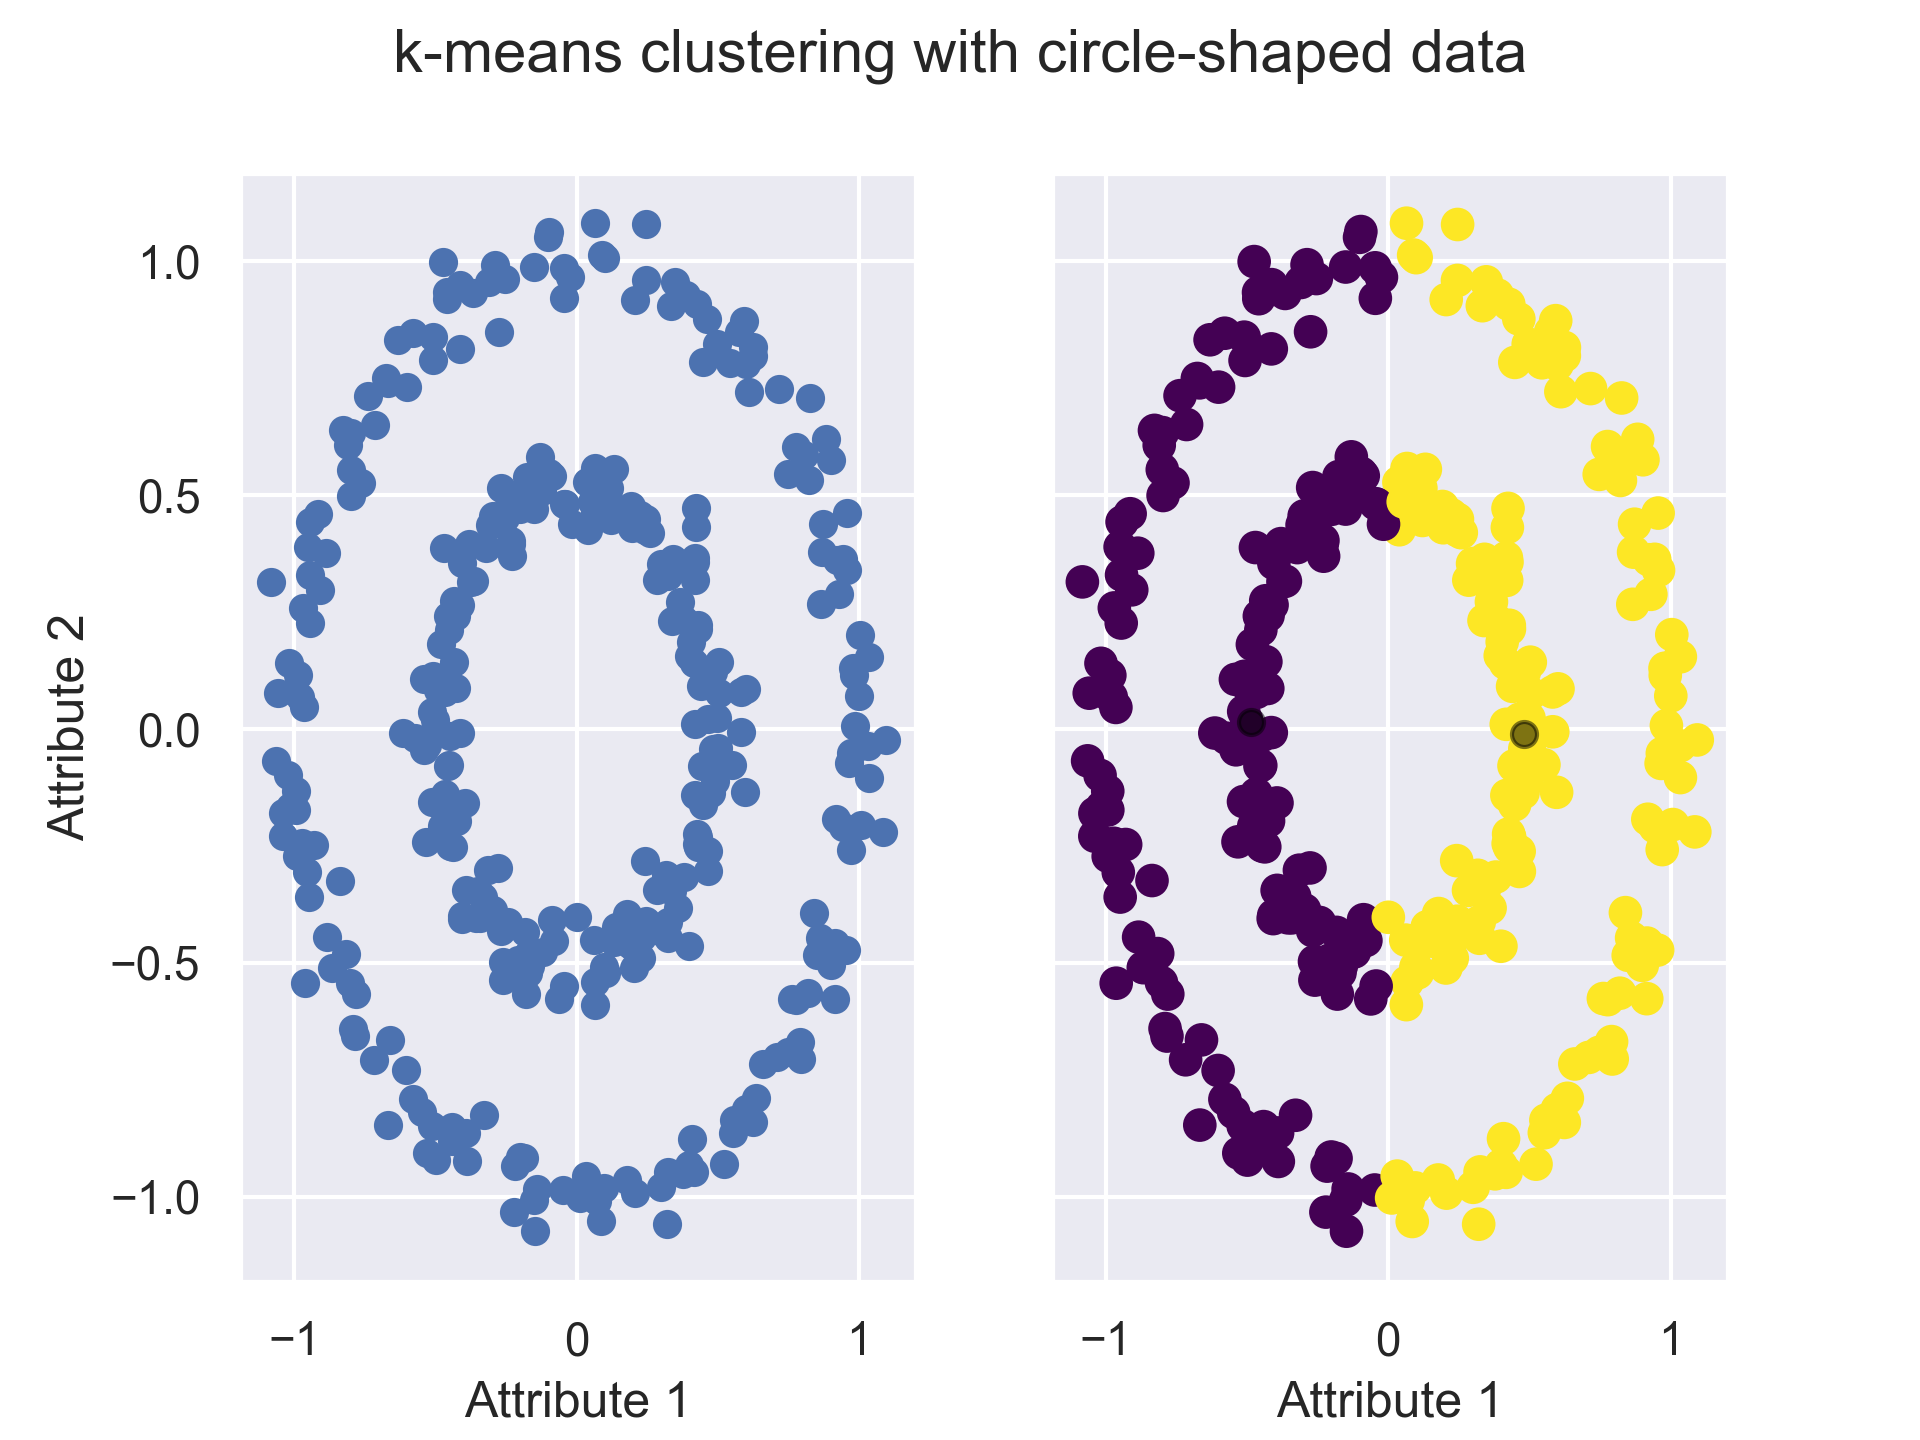 k-means clustering with circle-shaped data
Attribute 2
1.0
0.5
0.0
−0.5
−1.0
−1 0 1
Attribute 1
−1 0 1
Attribute 1